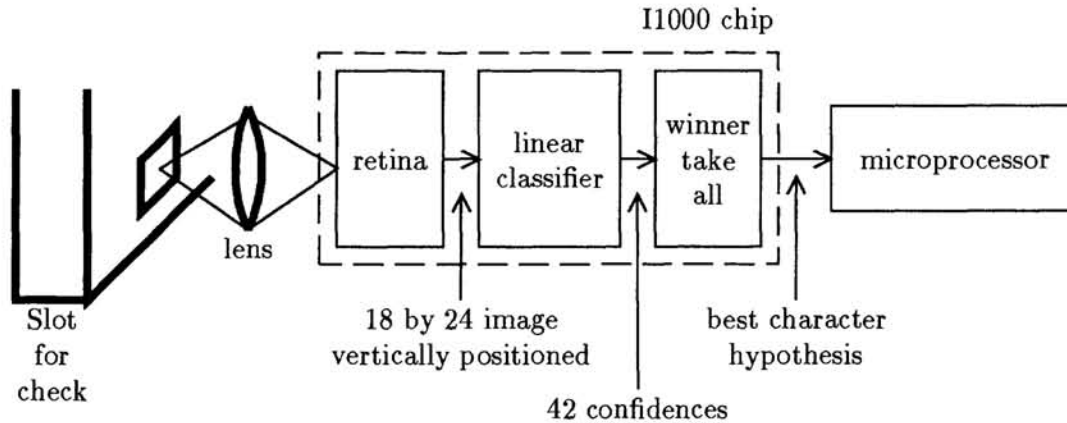 I1000 chip
retina
linear
classifier
winner
take
all
microprocessor
lens
Slot
for
check
18 by 24 image
vertically positioned
best character
hypothesis
42 confidences